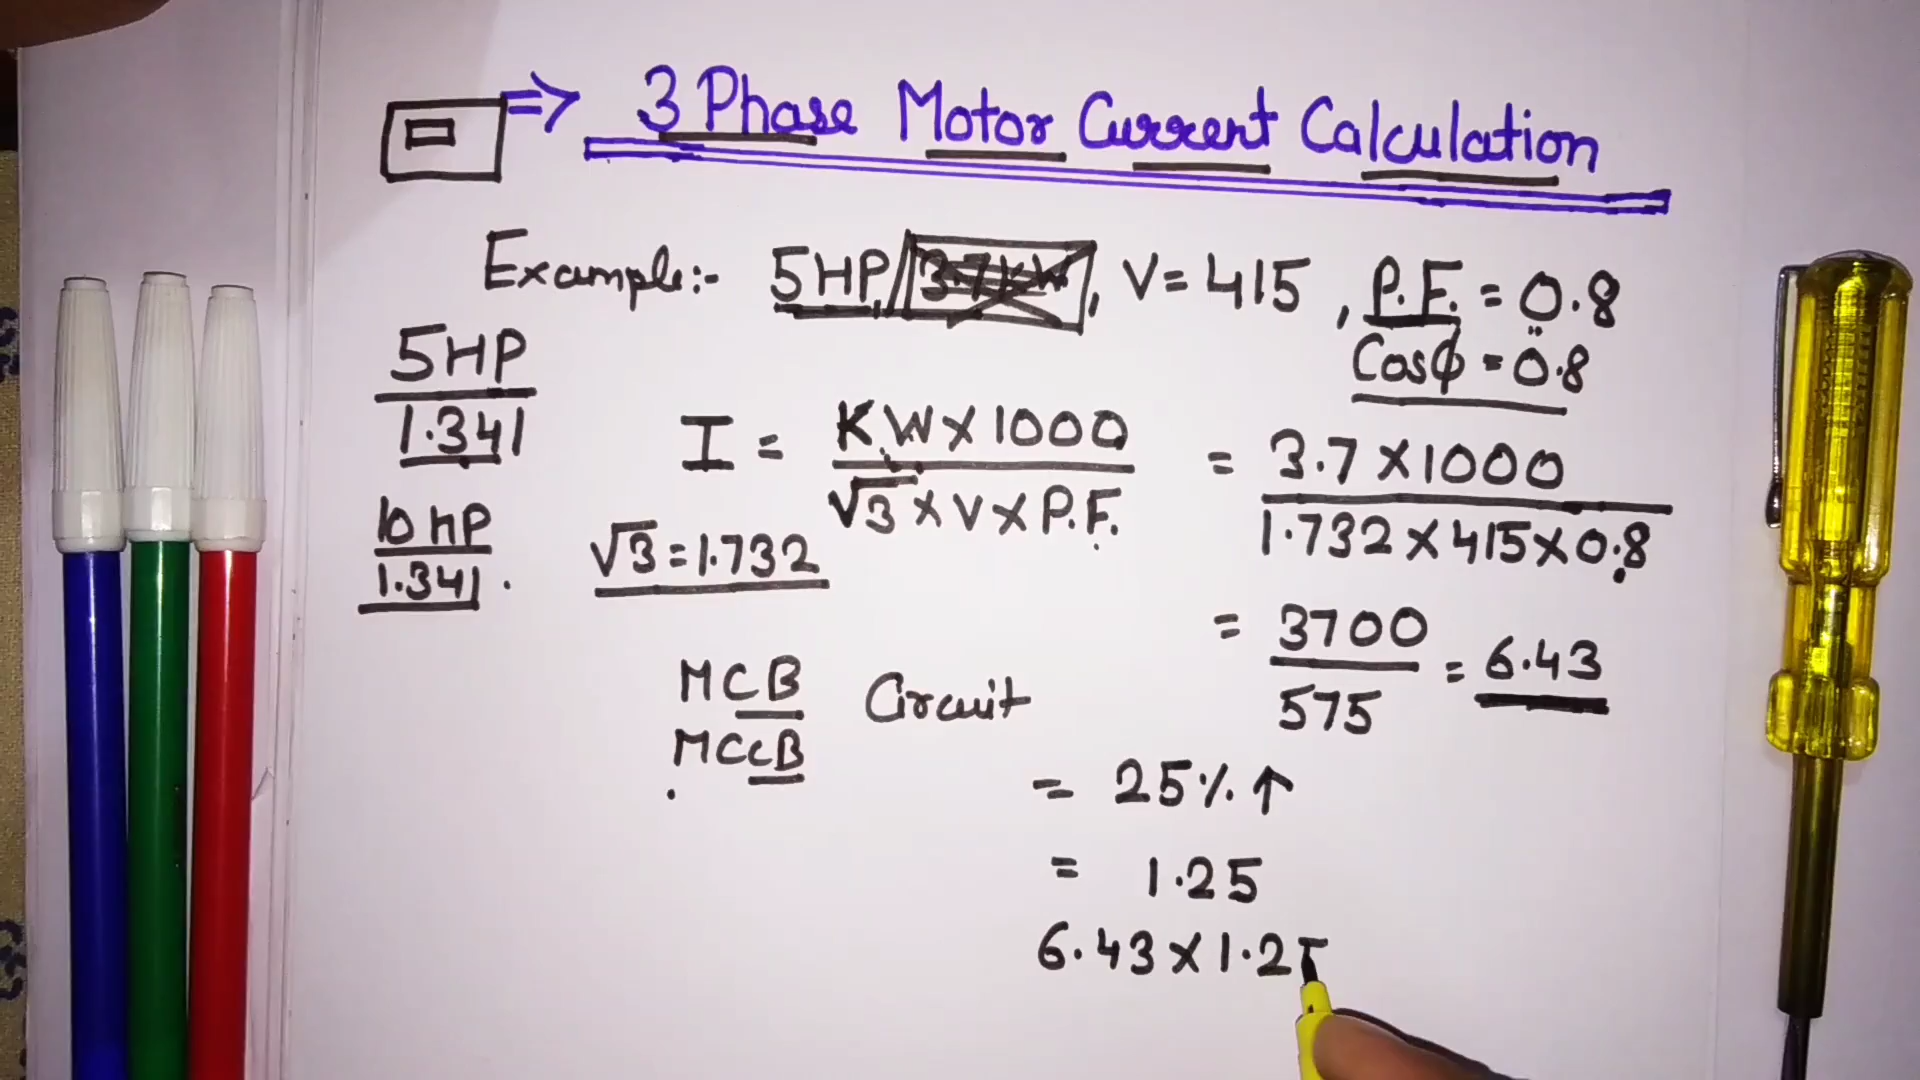 ⇒ 3 Phase Motor Current Calculation
Example:- 5HP/3.7KW, V=415, P.F. = 0.8
Cosϕ = 0.8
5HP
1.341
10 HP
1.341.
I = KW X 1000 / √3 X V X P.F. = 3.7 X 1000 / 1.732 X 415 X 0.8
√3 = 1.732
= 3700 / 575 = 6.43
MCB Circuit
MCCB
= 25% ↑
= 1.25
6.43 X 1.25